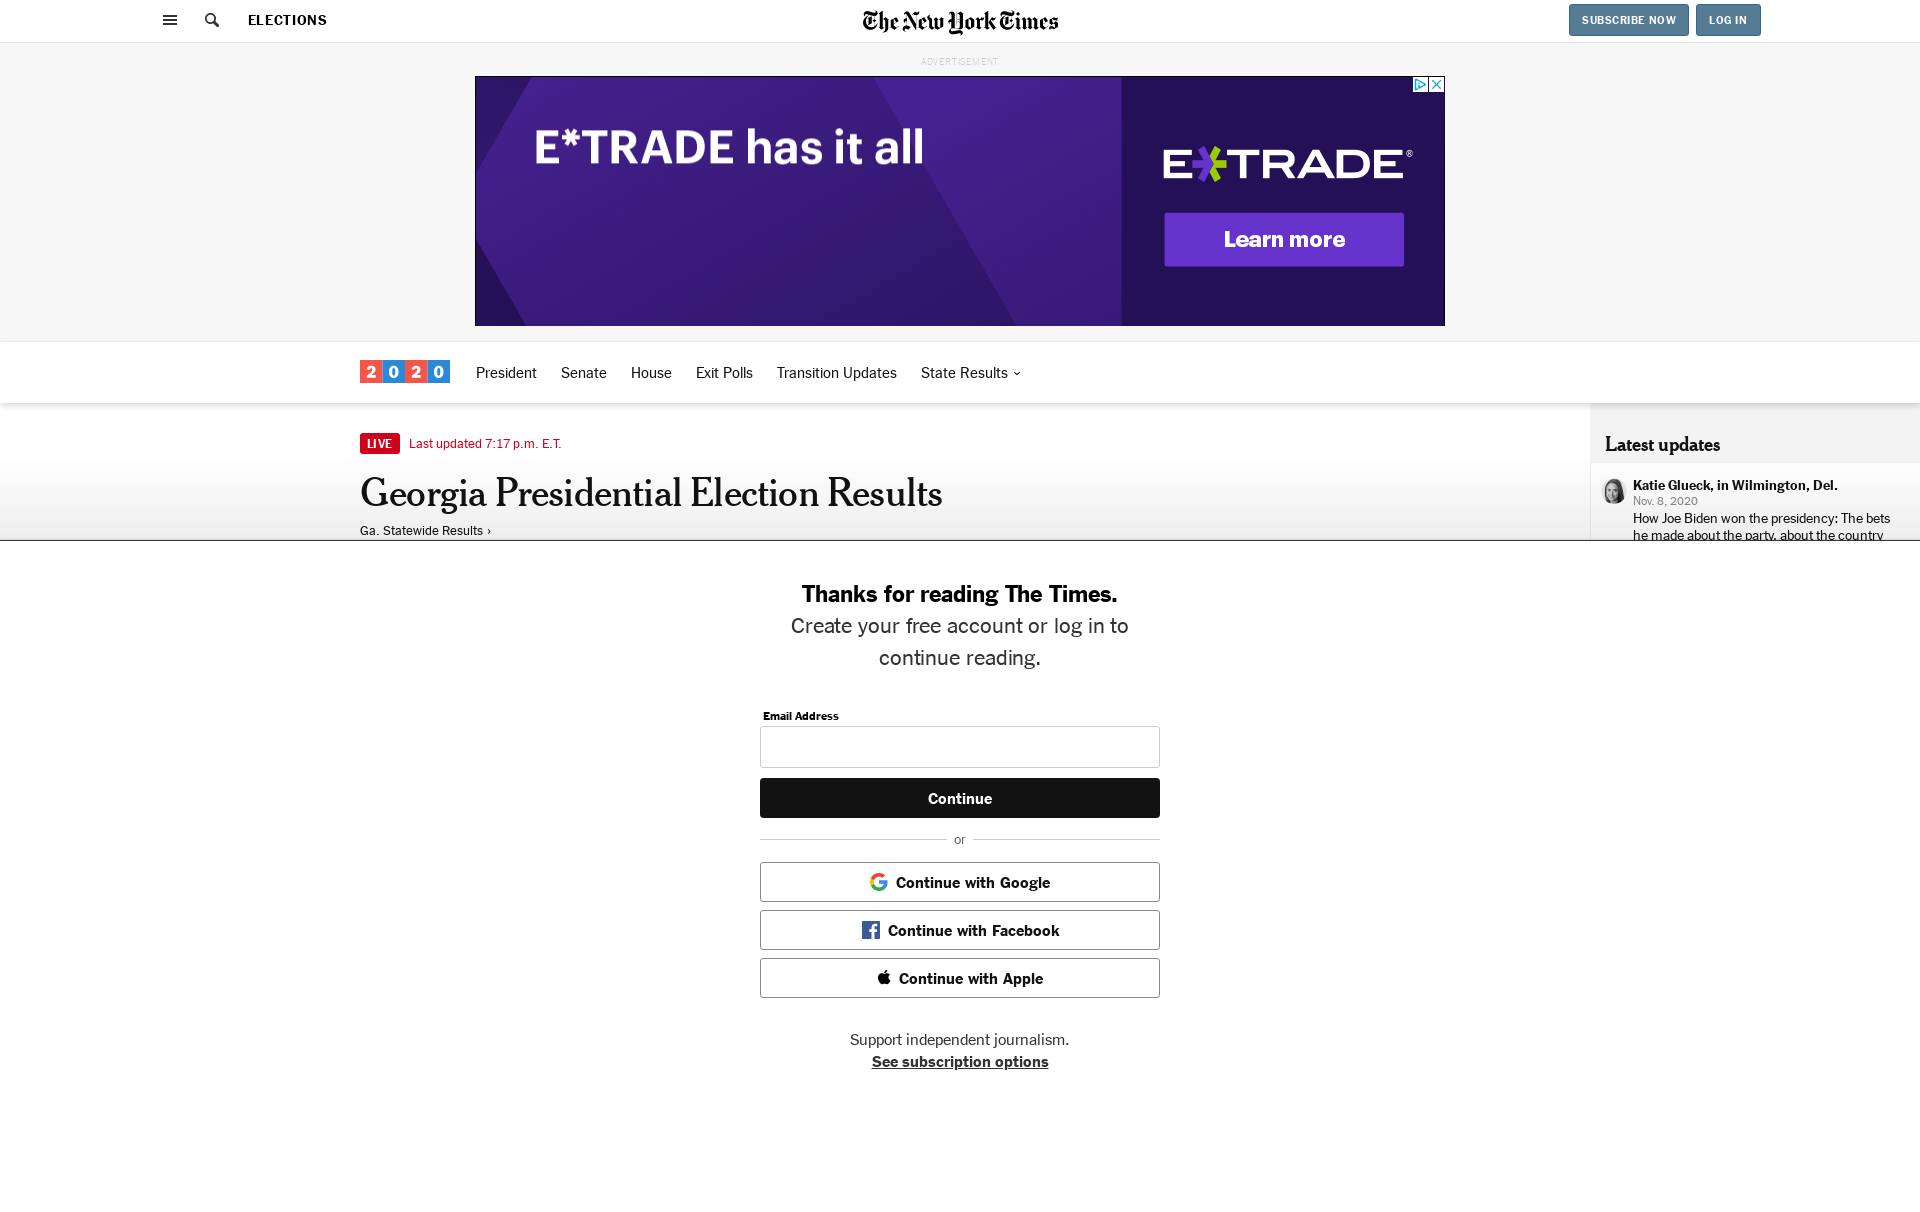 ELECTIONS
The New York Times
SUBSCRIBE NOW
LOG IN
ADVERTISEMENT
E*TRADE has it all
E*TRADE®
Learn more
2020
President
Senate
House
Exit Polls
Transition Updates
State Results
LIVE
Last updated 7:17 p.m. E.T.
Georgia Presidential Election Results
Ga. Statewide Results ›
Latest updates
Katie Glueck, in Wilmington, Del.
Nov. 8, 2020
How Joe Biden won the presidency: The bets
he made about the party, about the country
Thanks for reading The Times.
Create your free account or log in to
continue reading.
Email Address
Continue
or
Continue with Google
Continue with Facebook
Continue with Apple
Support independent journalism.
See subscription options